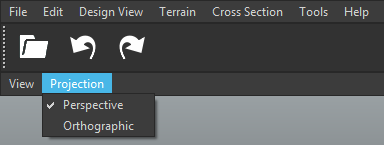 File Edit Design View Terrain Cross Section Tools Help
View Projection
Perspective
Orthographic